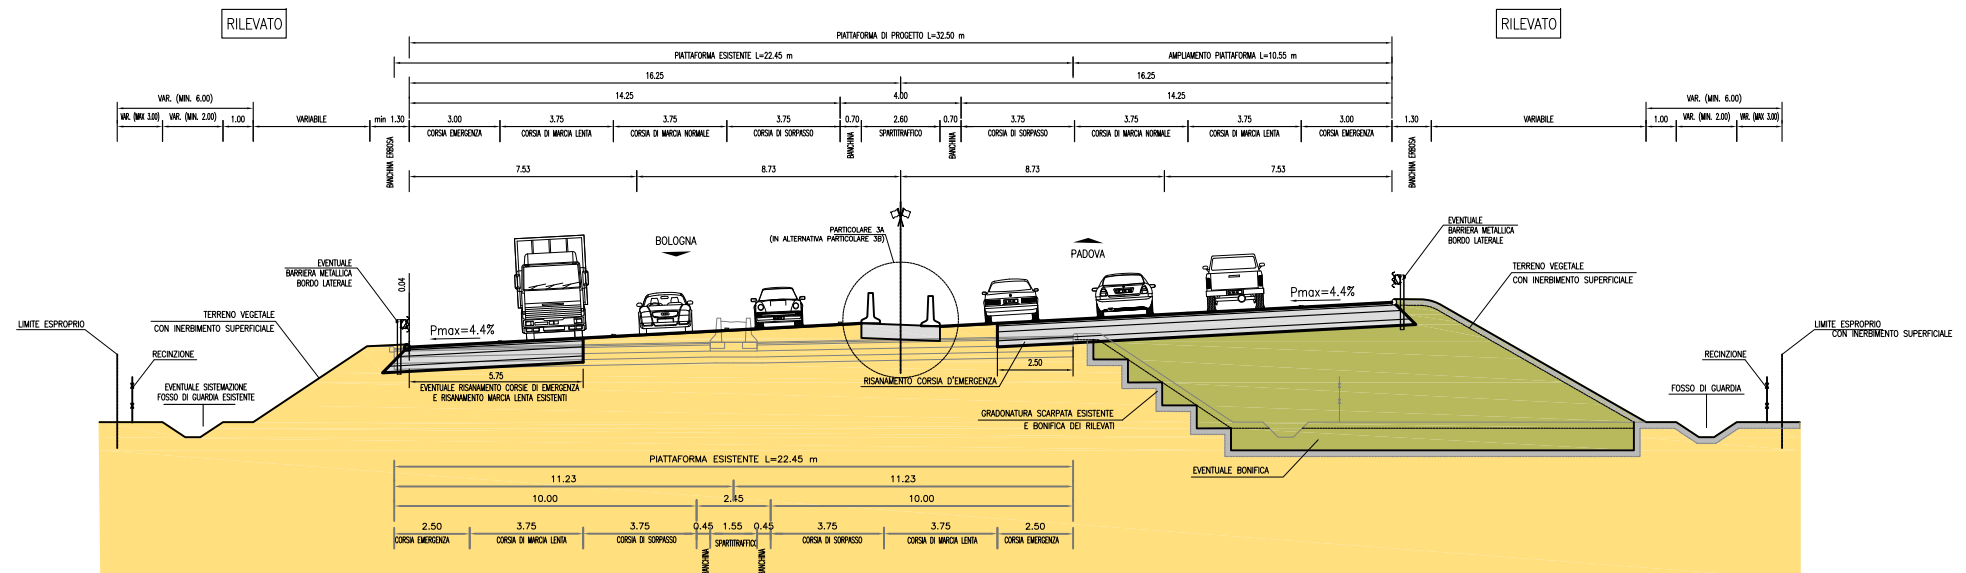 RILEVATO
RILEVATO
PIATTAFORMA DI PROGETTO L=32.50 m
PIATTAFORMA ESISTENTE L=22.45 m
AMPLIAMENTO PIATTAFORMA L=10.55 m
16.25
16.25
VAR. (MIN. 6.00)
14.25
4.00
14.25
VAR. (MIN. 6.00)
VAR. (MAX 3.00)
VAR. (MIN. 2.00)
1.00
VARIABILE
min 1.30
3.00
3.75
3.75
3.75
0.70
2.60
0.70
3.75
3.75
3.75
3.00
1.30
VARIABILE
1.00
VAR. (MIN. 2.00)
VAR. (MAX 3.00)
BANCHINA ERBOSA
CORSIA EMERGENZA
CORSIA DI MARCIA LENTA
CORSIA DI MARCIA NORMALE
CORSIA DI SORPASSO
BANCHINA
SPARTITRAFFICO
BANCHINA
CORSIA DI SORPASSO
CORSIA DI MARCIA NORMALE
CORSIA DI MARCIA LENTA
CORSIA EMERGENZA
BANCHINA ERBOSA
7.53
8.73
8.73
7.53
PARTICOLARE 3A
(IN ALTERNATIVA PARTICOLARE 3B)
BOLOGNA
PADOVA
EVENTUALE
BARRIERA METALLICA
BORDO LATERALE
EVENTUALE
BARRIERA METALLICA
BORDO LATERALE
0.04
TERRENO VEGETALE
CON INERBIMENTO SUPERFICIALE
TERRENO VEGETALE
CON INERBIMENTO SUPERFICIALE
Pmax=4.4%
Pmax=4.4%
LIMITE ESPROPRIO
LIMITE ESPROPRIO
CON INERBIMENTO SUPERFICIALE
RECINZIONE
RECINZIONE
EVENTUALE SISTEMAZIONE
FOSSO DI GUARDIA ESISTENTE
FOSSO DI GUARDIA
5.75
EVENTUALE RISANAMENTO CORSIE DI EMERGENZA
E RISANAMENTO MARCIA LENTA ESISTENTI
2.50
RISANAMENTO CORSIA D'EMERGENZA
GRADONATURA SCARPATA ESISTENTE
E BONIFICA DEI RILEVATI
EVENTUALE BONIFICA
PIATTAFORMA ESISTENTE L=22.45 m
11.23
11.23
10.00
2.45
10.00
2.50
3.75
3.75
0.45
1.55
0.45
3.75
3.75
2.50
CORSIA EMERGENZA
CORSIA DI MARCIA LENTA
CORSIA DI SORPASSO
SPARTITRAFFICO
CORSIA DI SORPASSO
CORSIA DI MARCIA LENTA
CORSIA EMERGENZA